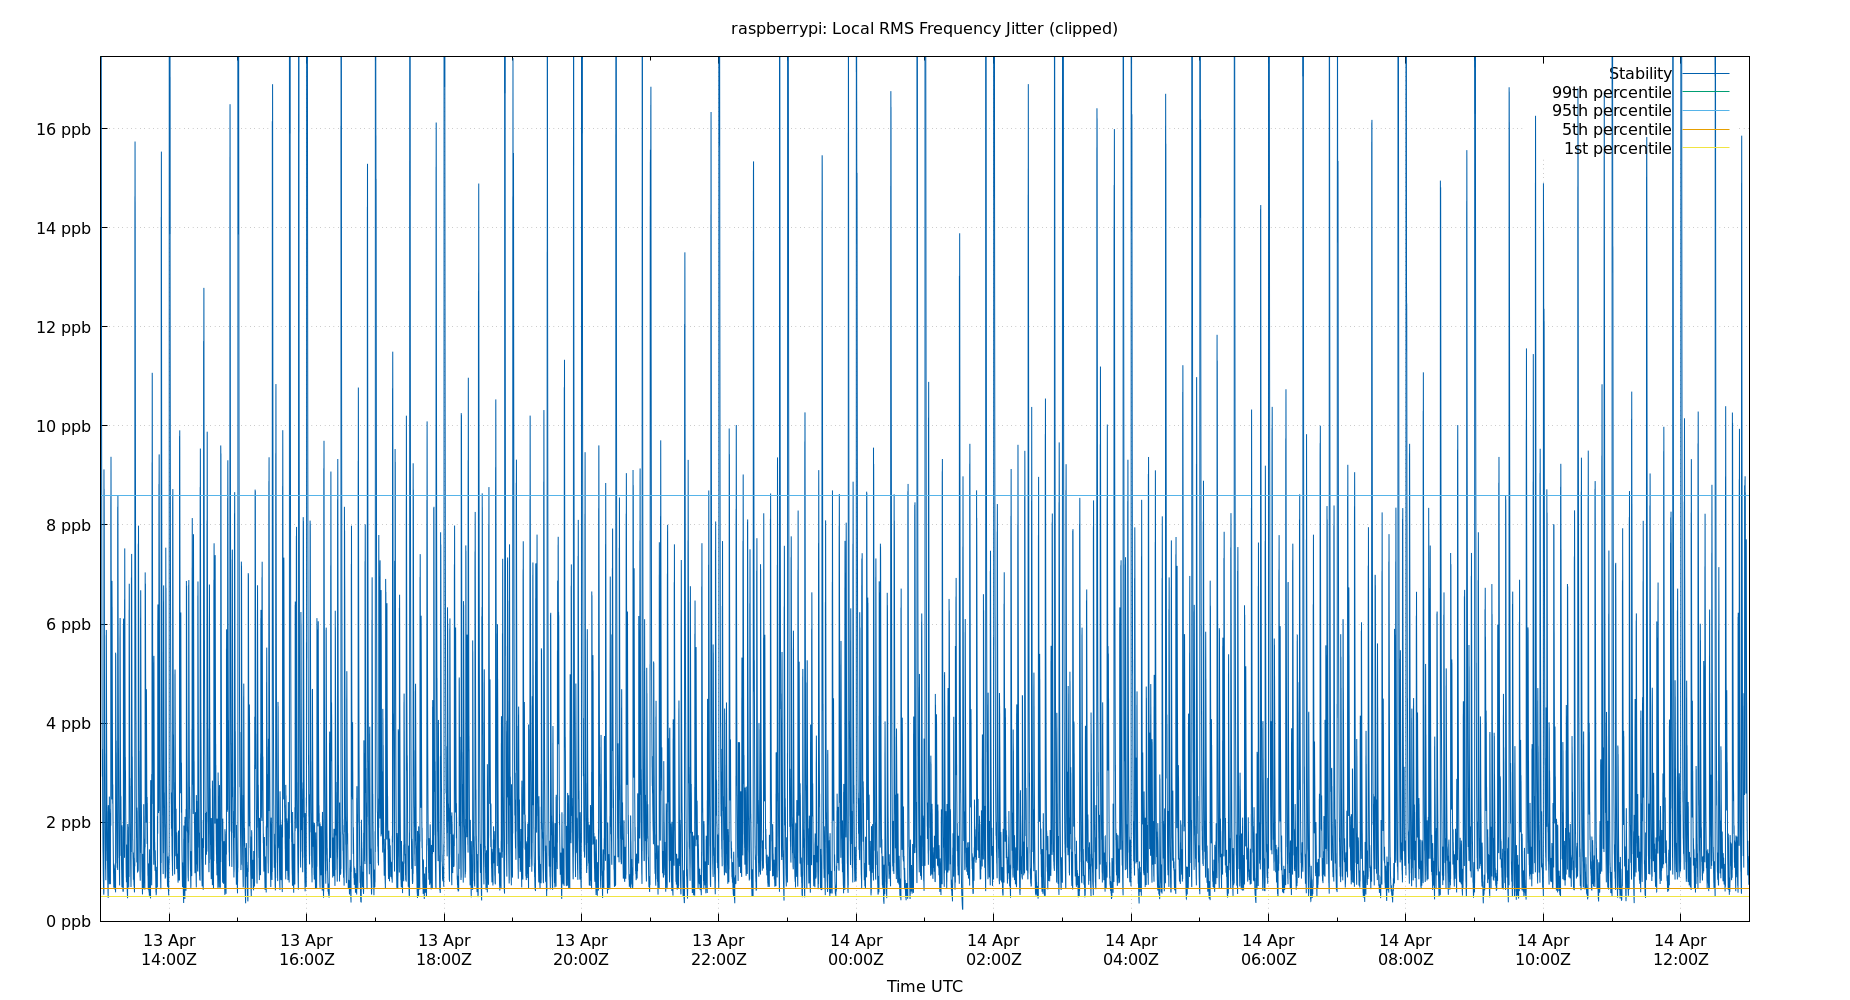 raspberrypi: Local RMS Frequency Jitter (clipped)
Stability
99th percentile
95th percentile
5th percentile
1st percentile
16 ppb
14 ppb
12 ppb
10 ppb
8 ppb
6 ppb
4 ppb
2 ppb
0 ppb
13 Apr 13 Apr 13 Apr 13 Apr 13 Apr 14 Apr 14 Apr 14 Apr 14 Apr 14 Apr 14 Apr 14 Apr
14:00Z 16:00Z 18:00Z 20:00Z 22:00Z 00:00Z 02:00Z 04:00Z 06:00Z 08:00Z 10:00Z 12:00Z
Time UTC